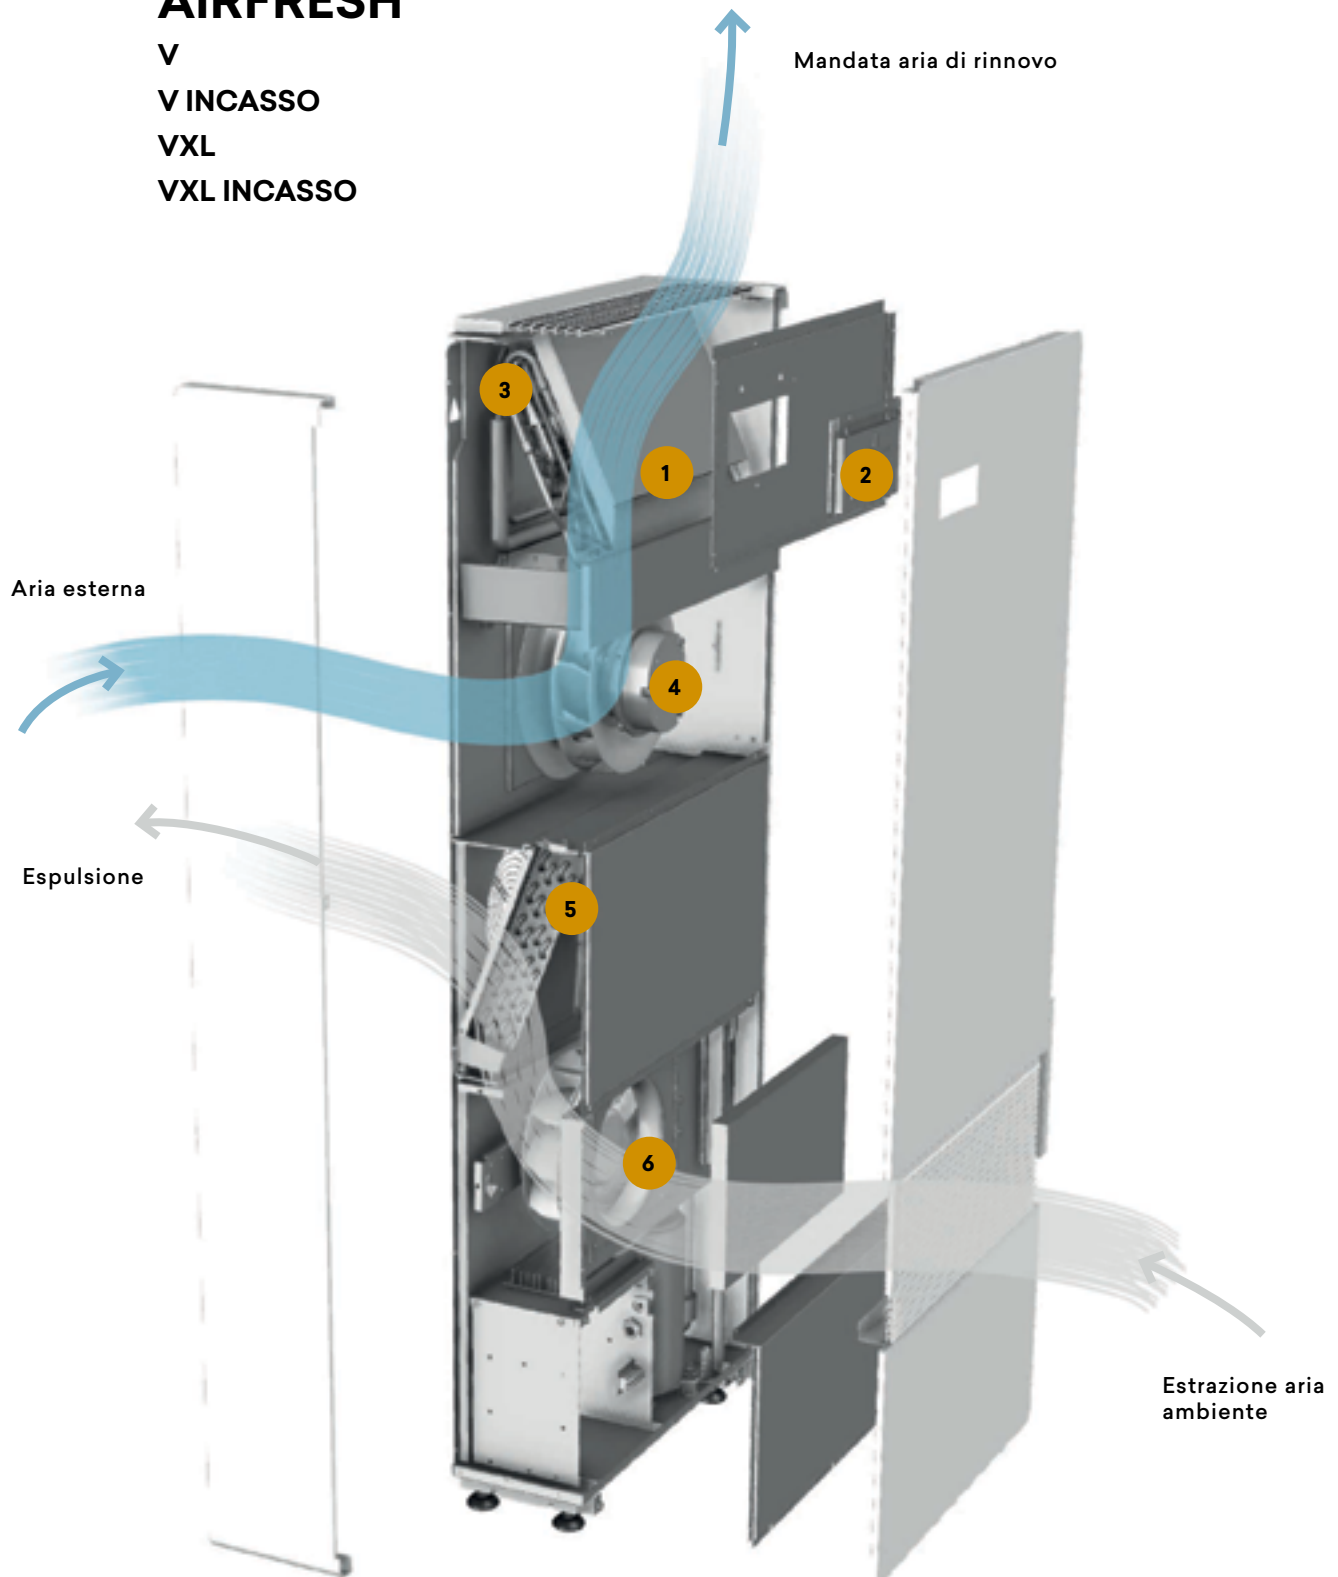 AIRFRESH
V
V INCASSO
VXL
VXL INCASSO
Mandata aria di rinnovo
3
1
2
Aria esterna
4
Espulsione
5
6
Estrazione aria
ambiente